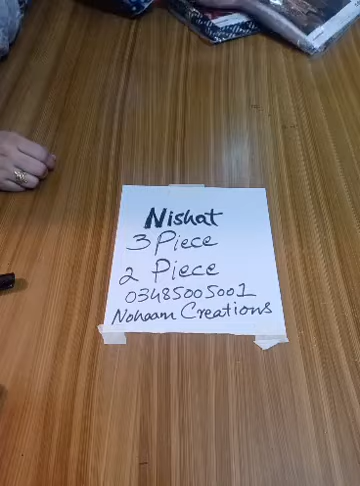 Nishat
3 Piece
2 Piece
03485005001
Nohaam Creations